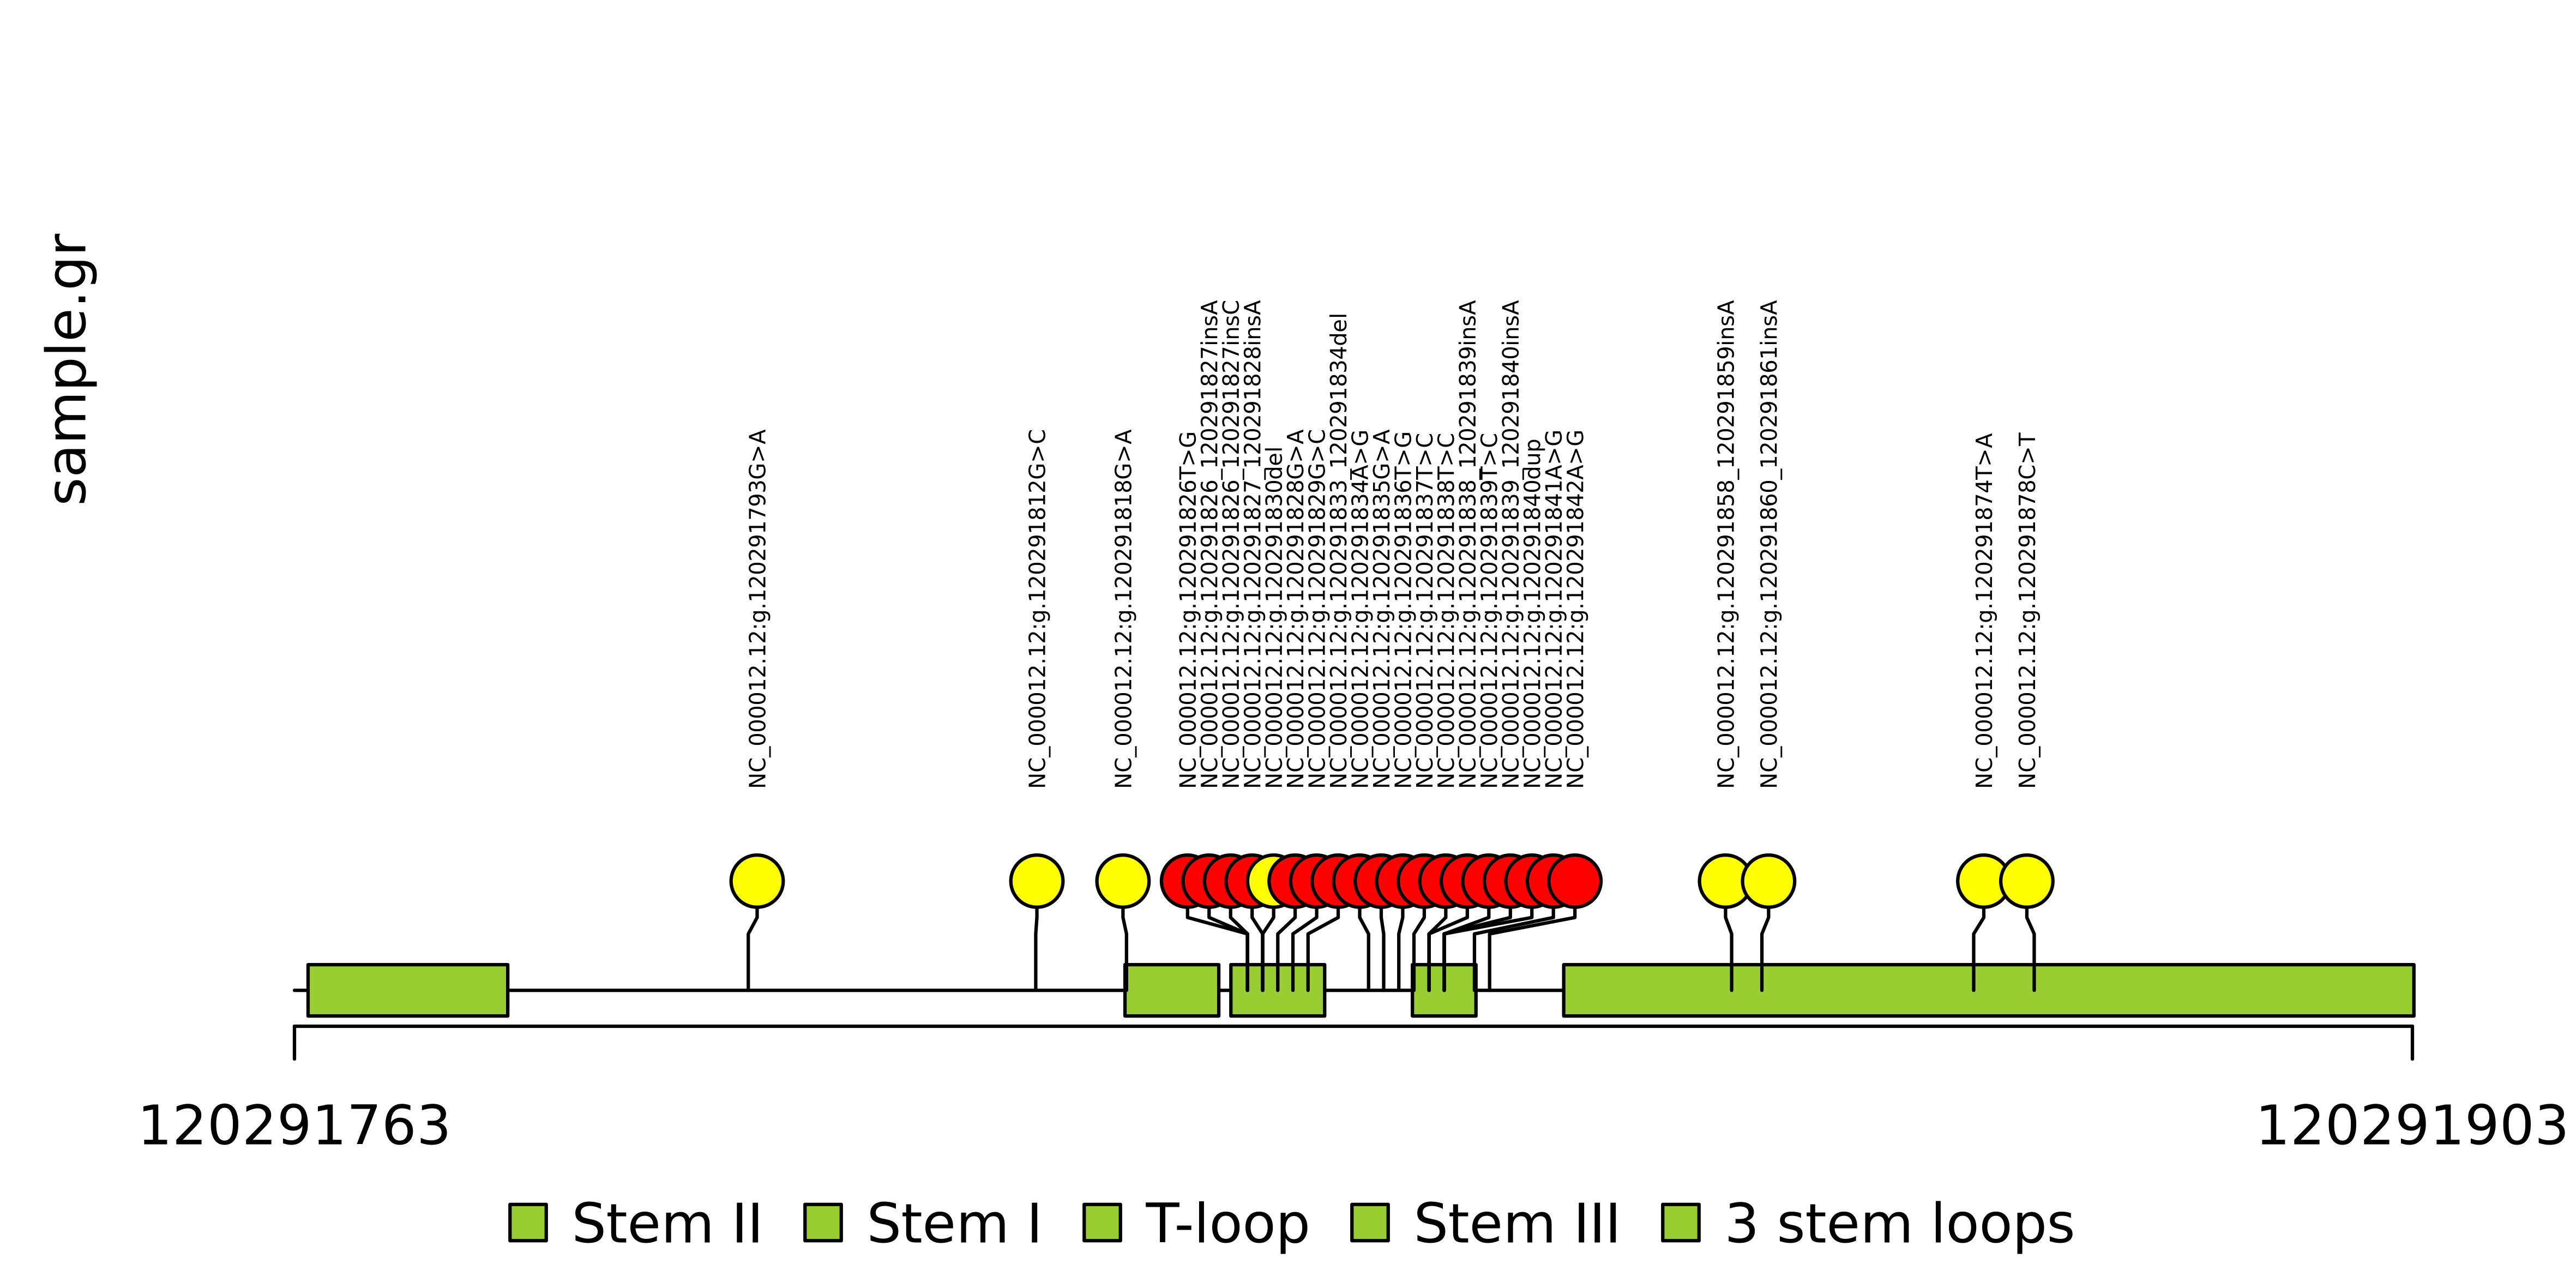 sample.gr
NC_000012.12:g.120291793G>A
NC_000012.12:g.120291812G>C
NC_000012.12:g.120291818G>A
NC_000012.12:g.120291826T>G
NC_000012.12:g.120291826_120291827insA
NC_000012.12:g.120291826_120291827insC
NC_000012.12:g.120291827_120291828insA
NC_000012.12:g.120291830del
NC_000012.12:g.120291828G>A
NC_000012.12:g.120291829G>C
NC_000012.12:g.120291833_120291834del
NC_000012.12:g.120291834A>G
NC_000012.12:g.120291835G>A
NC_000012.12:g.120291836T>G
NC_000012.12:g.120291837T>C
NC_000012.12:g.120291838T>C
NC_000012.12:g.120291838_120291839insA
NC_000012.12:g.120291839T>C
NC_000012.12:g.120291839_120291840insA
NC_000012.12:g.120291840dup
NC_000012.12:g.120291841A>G
NC_000012.12:g.120291842A>G
NC_000012.12:g.120291858_120291859insA
NC_000012.12:g.120291860_120291861insA
NC_000012.12:g.120291874T>A
NC_000012.12:g.120291878C>T
120291763 120291903
Stem II Stem I T-loop Stem III 3 stem loops